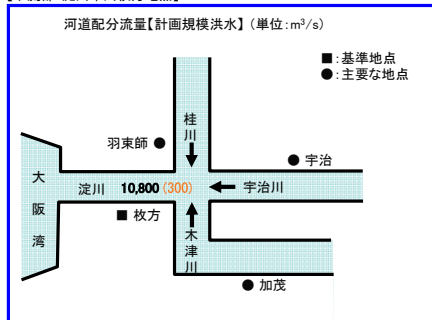 河道配分流量【計画規模洪水】(単位:m³/s)
■:基準地点
●:主要な地点
桂川
羽束師 ●
● 宇治
大阪湾
淀川 10,800 (300)
宇治川
■ 枚方
木津川
● 加茂